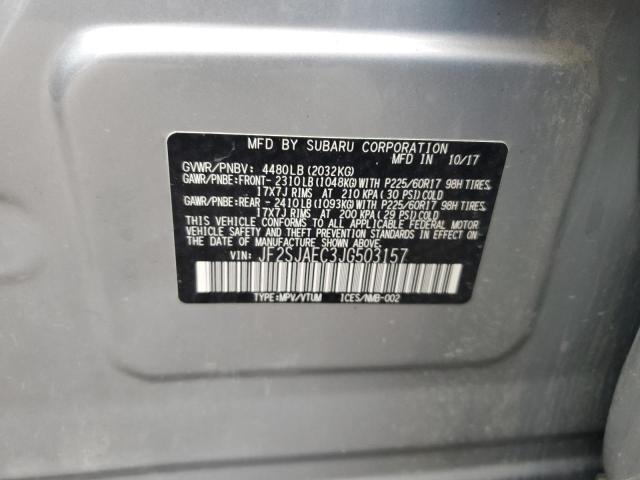 MFD BY SUBARU CORPORATION
MFD IN 10/17
GVWR/PNBV: 4480LB (2032KG)
GAWR/PNBE:FRONT- 2310LB (1048KG) WITH P225/60R17 98H TIRES,
17X7J RIMS AT 210 KPA (30 PSI) COLD
GAWR/PNBE:REAR - 2410LB (1093KG) WITH P225/60R17 98H TIRES,
17X7J RIMS AT 200 KPA (29 PSI) COLD
THIS VEHICLE CONFORMS TO ALL APPLICABLE FEDERAL MOTOR
VEHICLE SAFETY AND BUMPER STANDARDS IN EFFECT ON THE
DATE OF MANUFACTURE SHOWN ABOVE.
VIN: JF2SJAEC3JG503157
TYPE:MPV/VTUM ICES/NMB-002